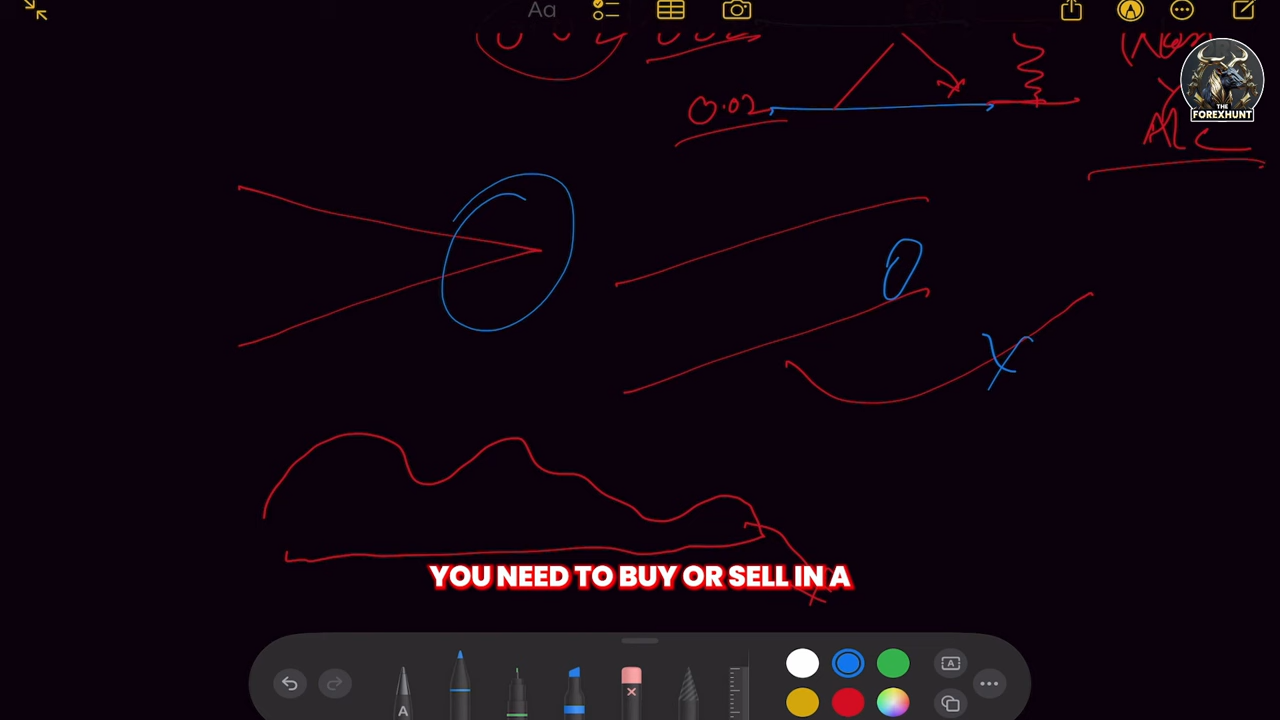 Aa
0.02
THE
FOREXHUNT
YOU NEED TO BUY OR SELL IN A
A
A